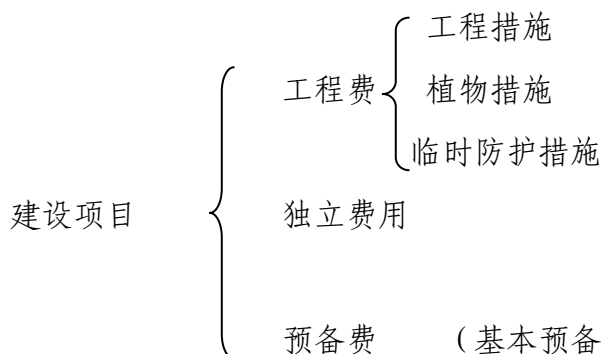 工程措施
工程费
植物措施
临时防护措施
建设项目
独立费用
预备费 （基本预备